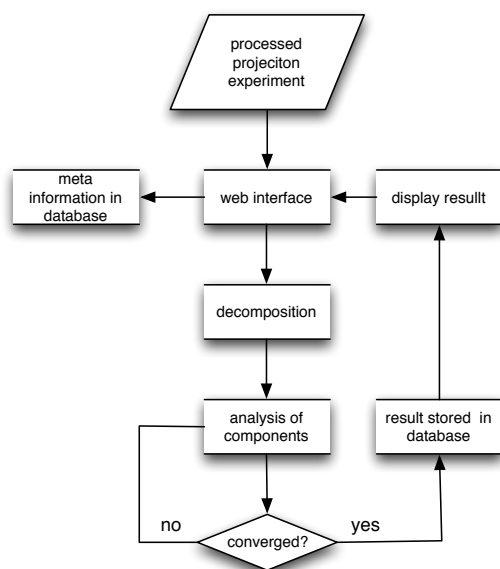 processed
projeciton
experiment
meta
information in
database
web interface
display resullt
decomposition
analysis of
components
result stored in
database
no
converged?
yes